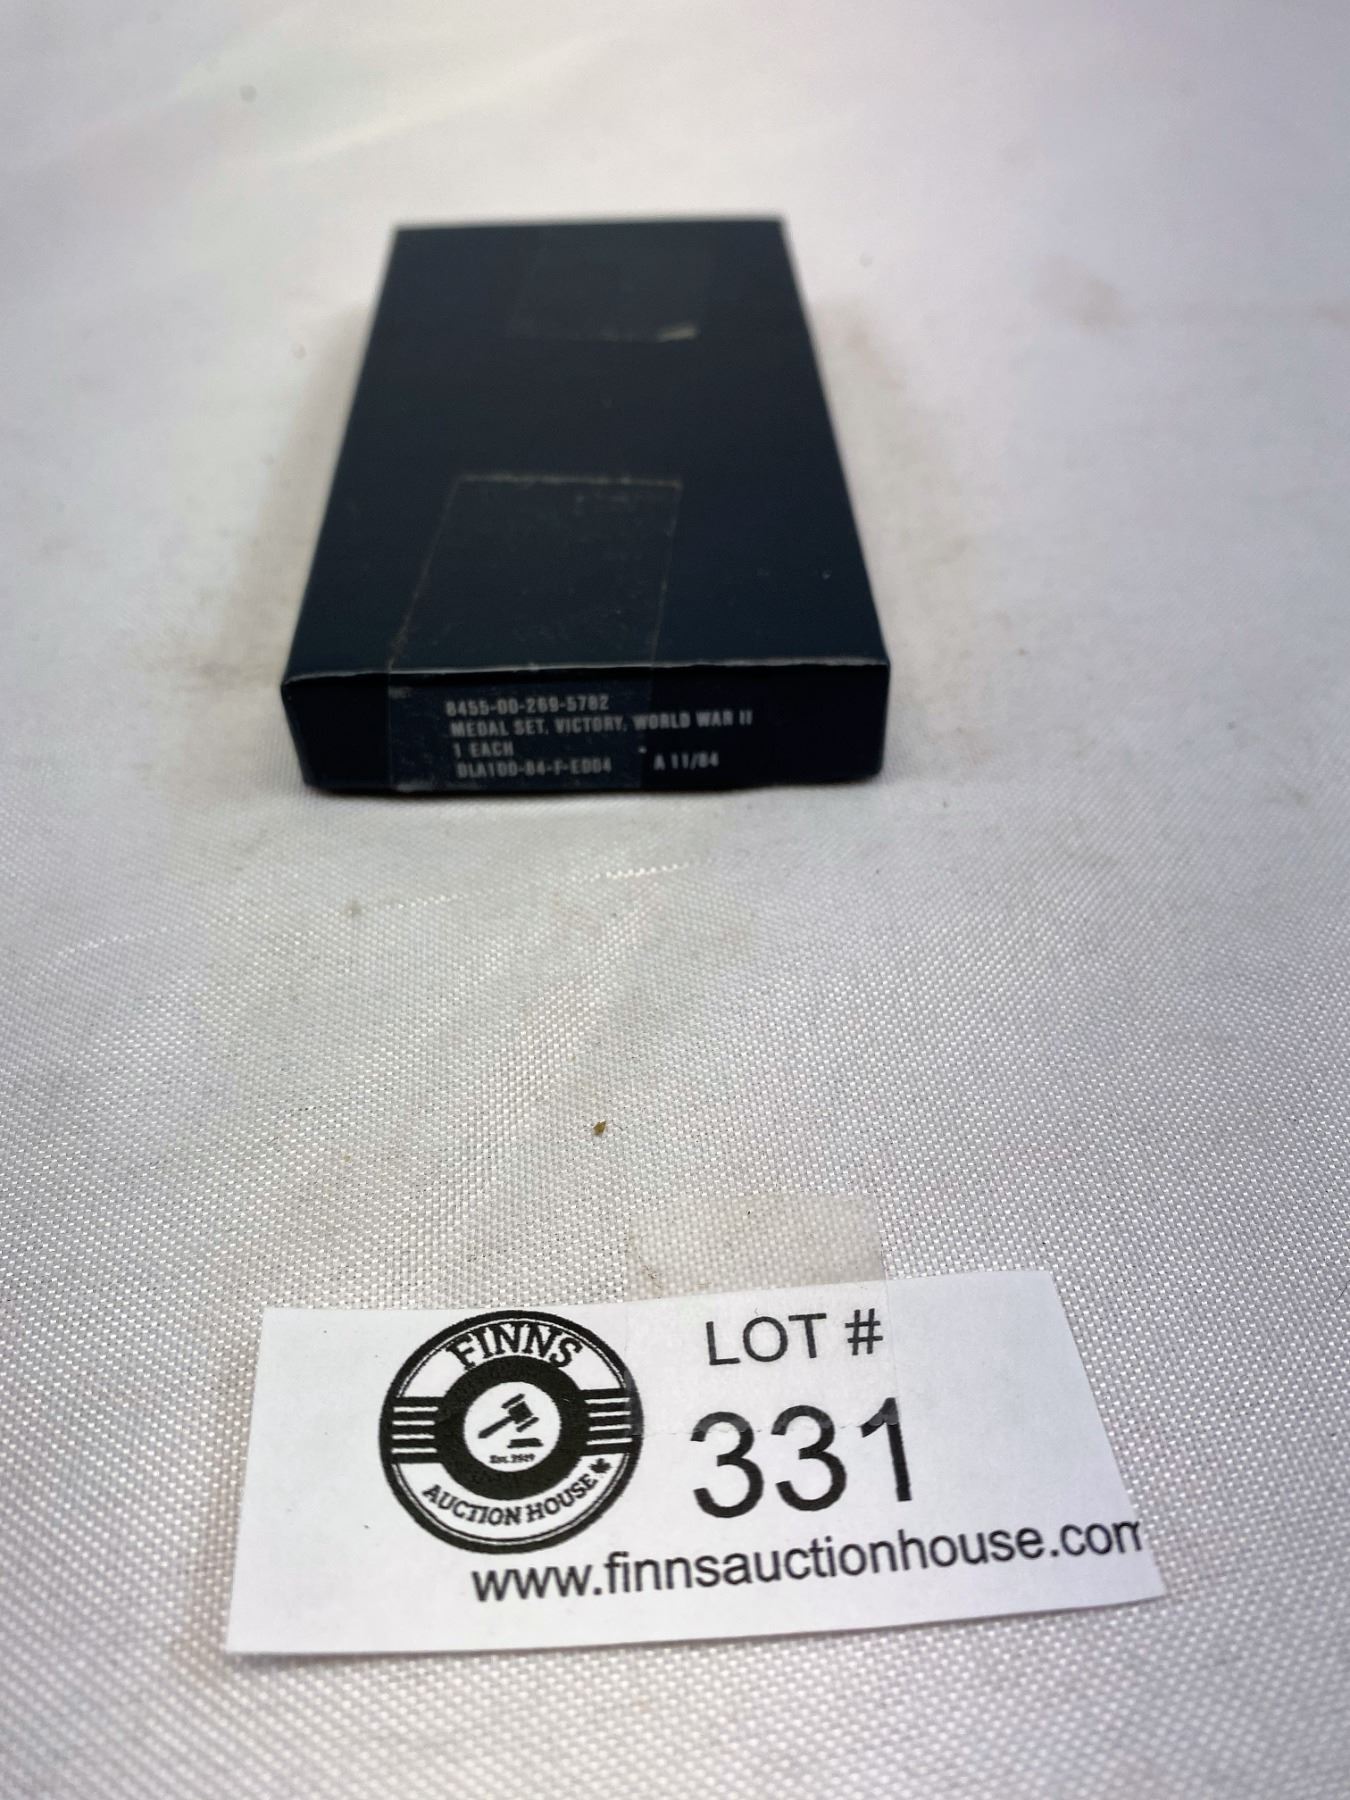 8455-00-269-5782
MEDAL SET, VICTORY, WORLD WAR II
1 EACH
DLA100-84-F-ED04 A 11/84
FINNS
AUCTION HOUSE
LOT #
331
www.finnsauctionhouse.com